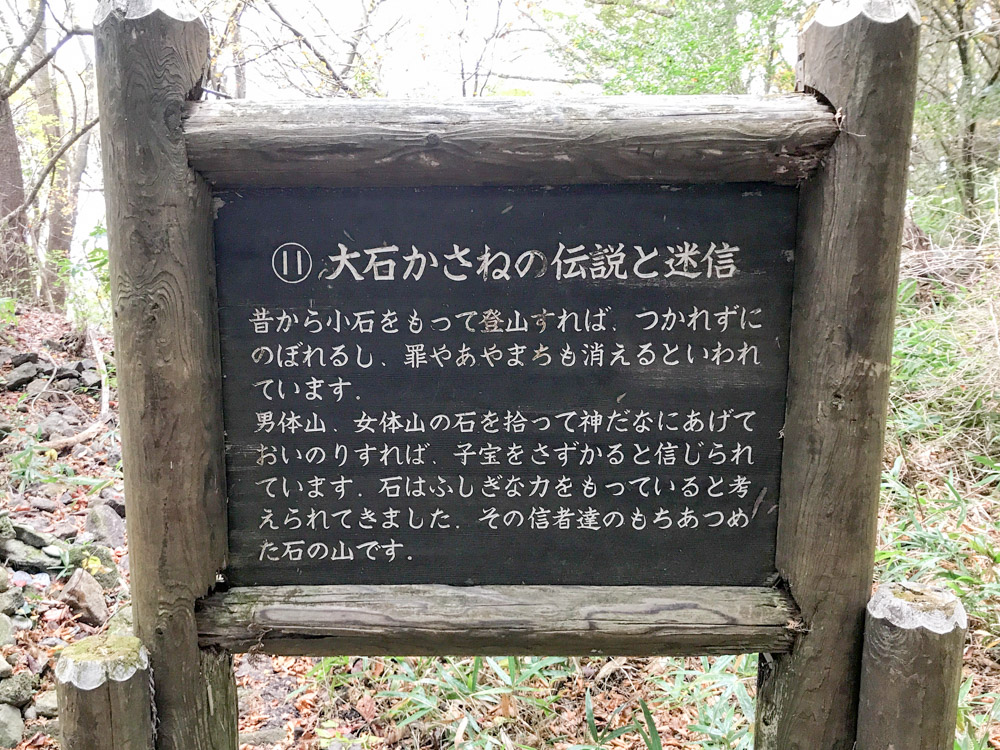 ⑪ 大石かさねの伝説と迷信
昔から小石をもって登山すれば、つかれずに
のぼれるし、罪やあやまちも消えるといわれ
ています.
男体山、女体山の石を拾って神だなにあげて
おいのりすれば、子宝をさずかると信じられ
ています.石はふしぎな力をもっていると考
えられてきました.その信者達のもちあつめ
た石の山です.